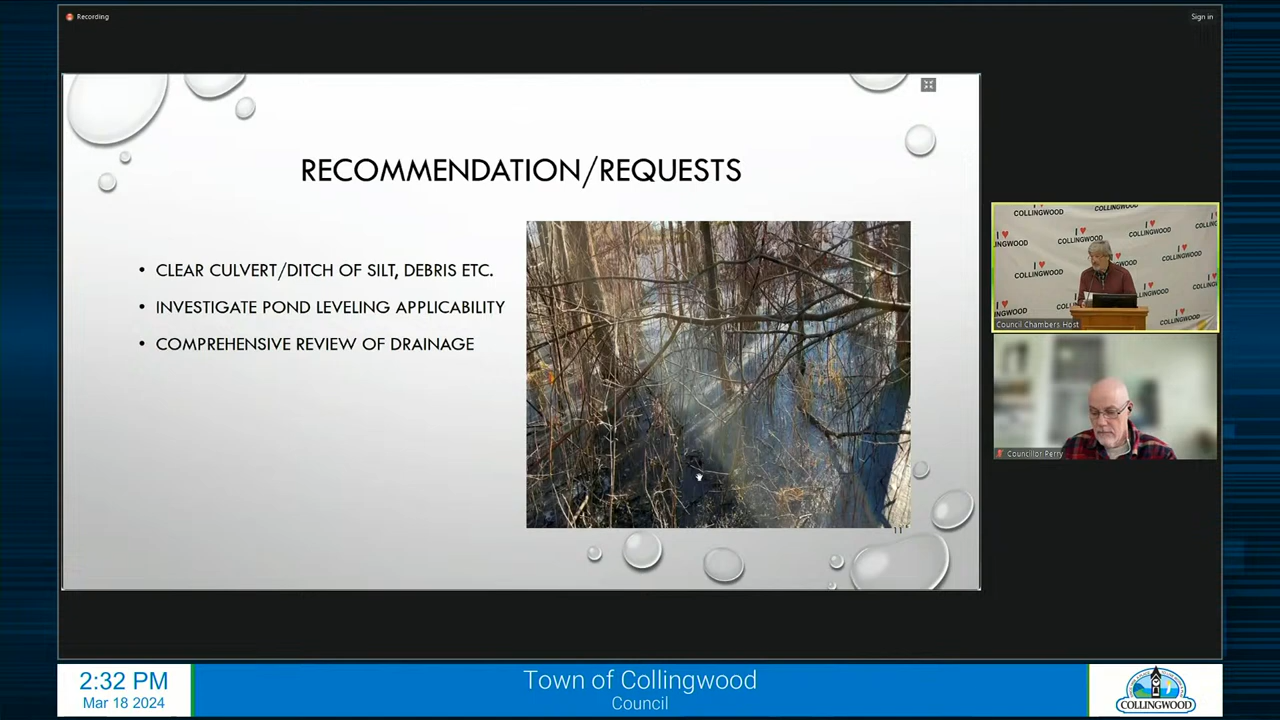 Recording
Sign in
RECOMMENDATION/REQUESTS
• CLEAR CULVERT/DITCH OF SILT, DEBRIS ETC.
• INVESTIGATE POND LEVELING APPLICABILITY
• COMPREHENSIVE REVIEW OF DRAINAGE
11
I ♥
COLLINGWOOD
Council Chambers Host
Councillor Perry
2:32 PM
Mar 18 2024
Town of Collingwood
Council
COLLINGWOOD